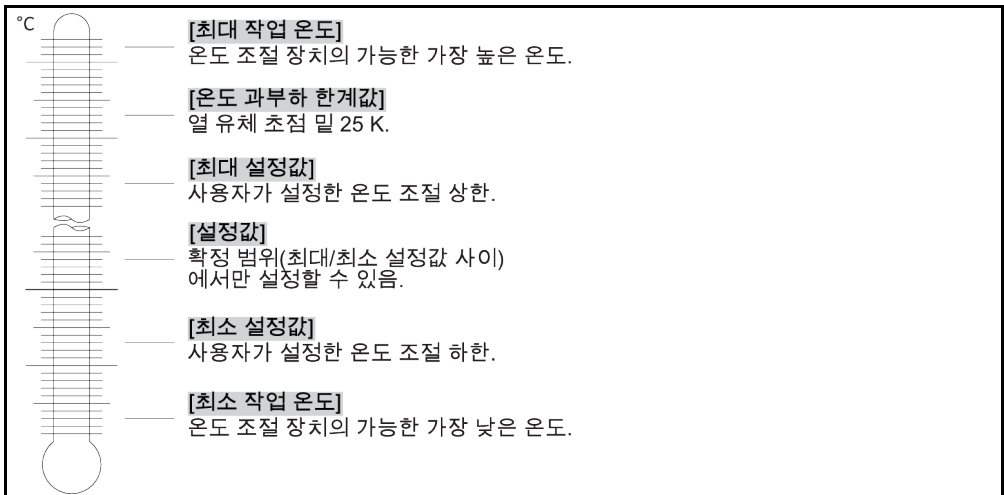 °C
[최대 작업 온도]
온도 조절 장치의 가능한 가장 높은 온도.
[온도 과부하 한계값]
열 유체 초점 밑 25 K.
[최대 설정값]
사용자가 설정한 온도 조절 상한.
[설정값]
확정 범위(최대/최소 설정값 사이)
에서만 설정할 수 있음.
[최소 설정값]
사용자가 설정한 온도 조절 하한.
[최소 작업 온도]
온도 조절 장치의 가능한 가장 낮은 온도.